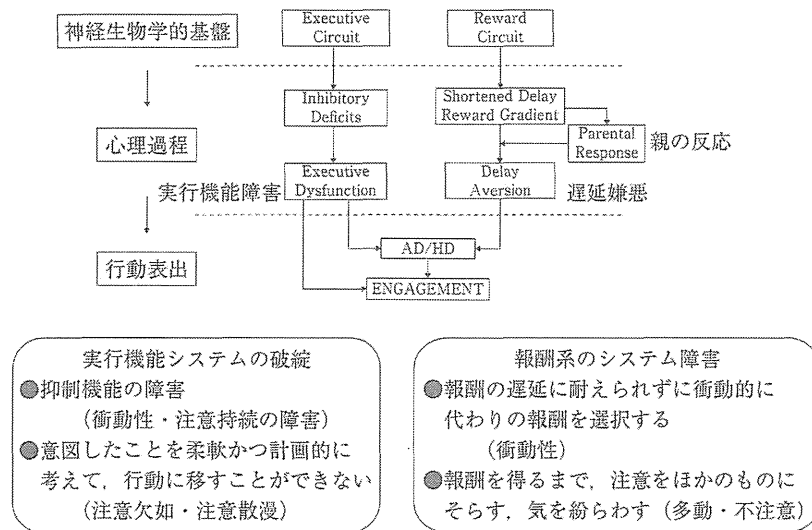 神経生物学的基盤
Executive
Circuit
Reward
Circuit
Inhibitory
Deficits
Shortened Delay
Reward Gradient
心理過程
Parental
Response
親の反応
実行機能障害
Executive
Dysfunction
Delay
Aversion
遅延嫌悪
AD/HD
行動表出
ENGAGEMENT
実行機能システムの破綻
●抑制機能の障害
(衝動性・注意持続の障害)
●意図したことを柔軟かつ計画的に
考えて,行動に移すことができない
(注意欠如・注意散漫)
報酬系のシステム障害
●報酬の遅延に耐えられずに衝動的に
代わりの報酬を選択する
(衝動性)
●報酬を得るまで,注意をほかのものに
そらす,気を紛らわす(多動・不注意)